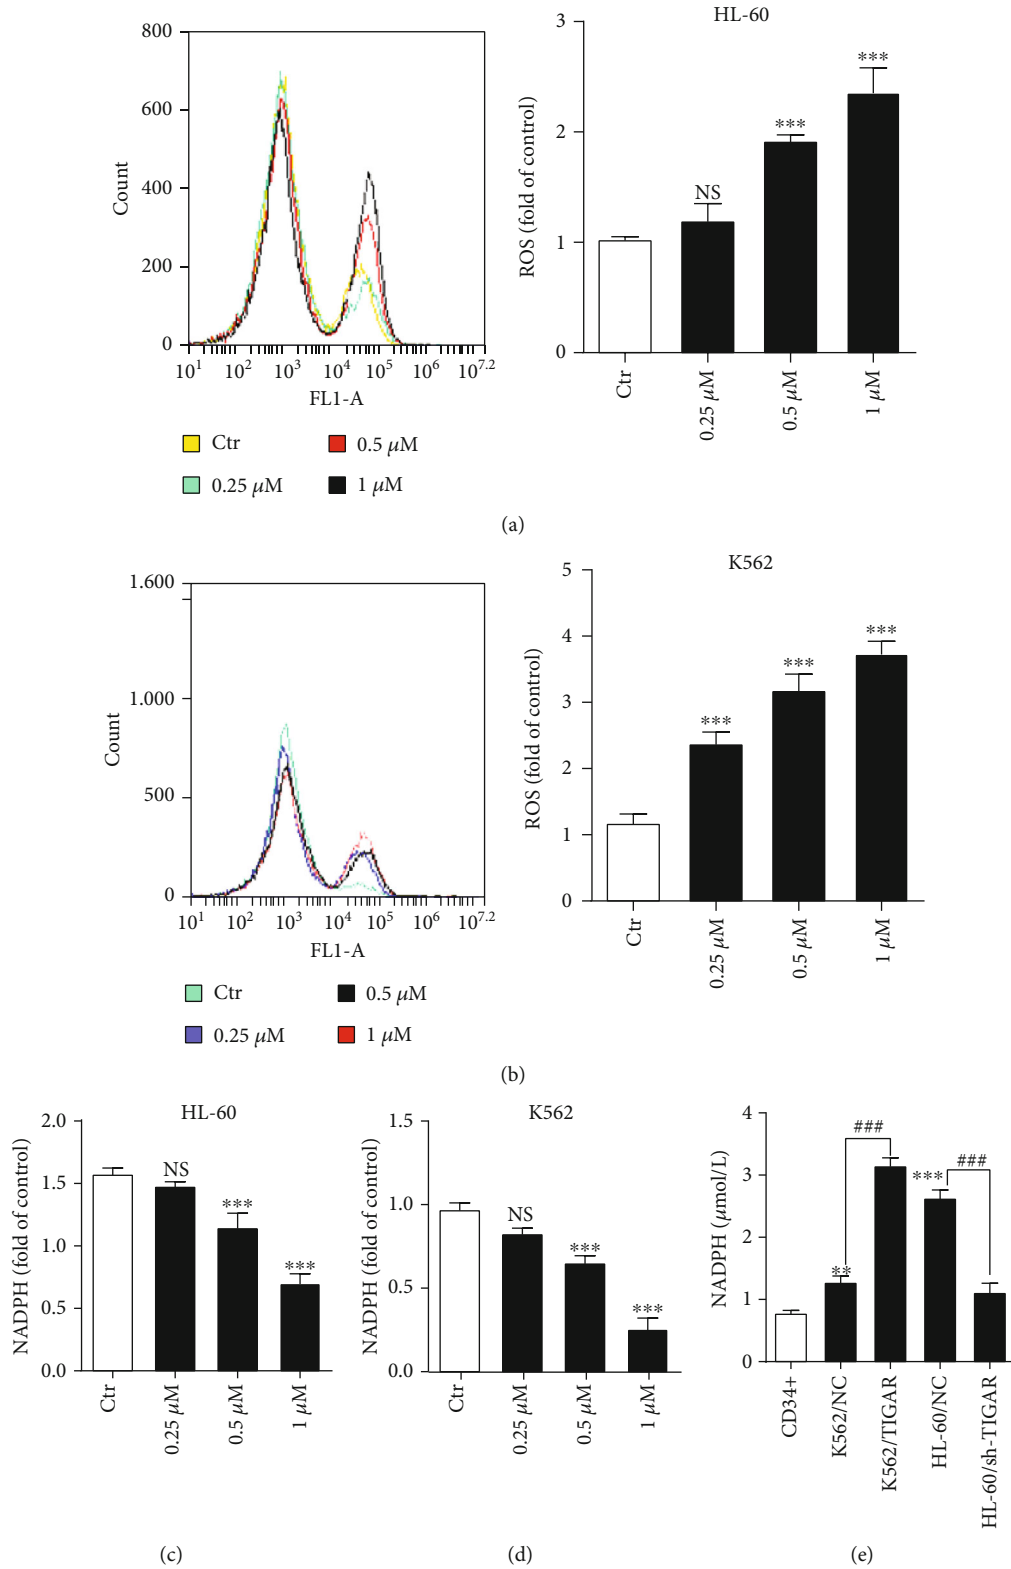 800
600
400
200
0
Count
10¹ 10² 10³ 10⁴ 10⁵ 10⁶ 10⁷·²
FL1-A
Ctr
0.5 μM
0.25 μM
1 μM
HL-60
3
2
1
0
ROS (fold of control)
NS
***
***
Ctr
0.25 μM
0.5 μM
1 μM
(a)
1.600
1.000
500
0
Count
10¹ 10² 10³ 10⁴ 10⁵ 10⁶ 10⁷·²
FL1-A
Ctr
0.5 μM
0.25 μM
1 μM
K562
5
4
3
2
1
0
ROS (fold of control)
***
***
***
Ctr
0.25 μM
0.5 μM
1 μM
(b)
HL-60
2.0
1.5
1.0
0.5
0.0
NADPH (fold of control)
NS
***
***
Ctr
0.25 μM
0.5 μM
1 μM
(c)
K562
1.5
1.0
0.5
0.0
NADPH (fold of control)
NS
***
***
Ctr
0.25 μM
0.5 μM
1 μM
(d)
4
3
2
1
0
NADPH (μmol/L)
**
###
***
###
CD34+
K562/NC
K562/TIGAR
HL-60/NC
HL-60/sh-TIGAR
(e)